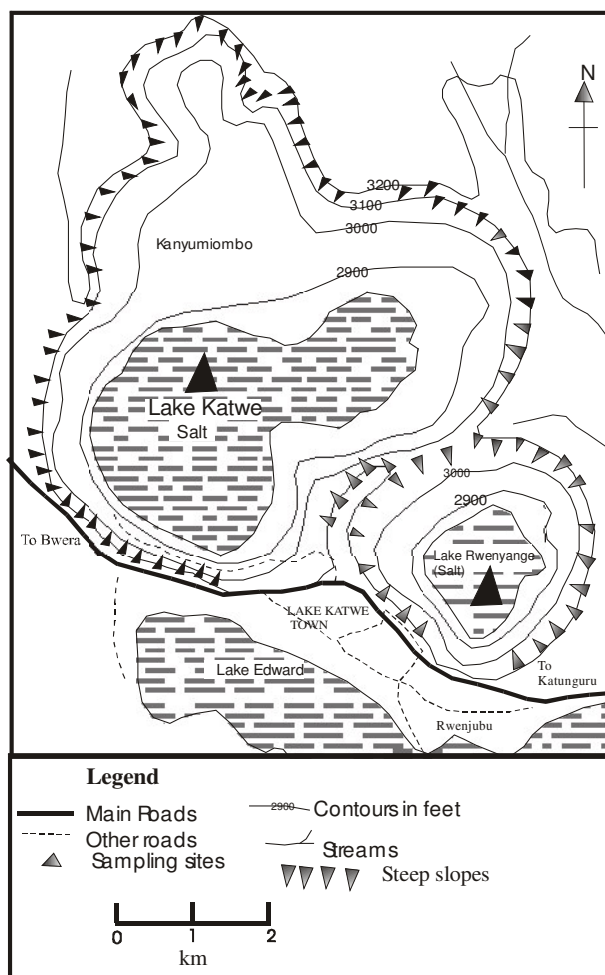 N
3200
3100
3000
Kanyumiombo
2900
Lake Katwe
Salt
3000
2900
To Bwera
Lake Rwenyange
(Salt)
LAKE KATWE
TOWN
Lake Edward
To
Katunguru
Rwenjubu
Legend
Main Roads
2900
Contours in feet
Other roads
Streams
Sampling sites
Steep slopes
0 1 2
km